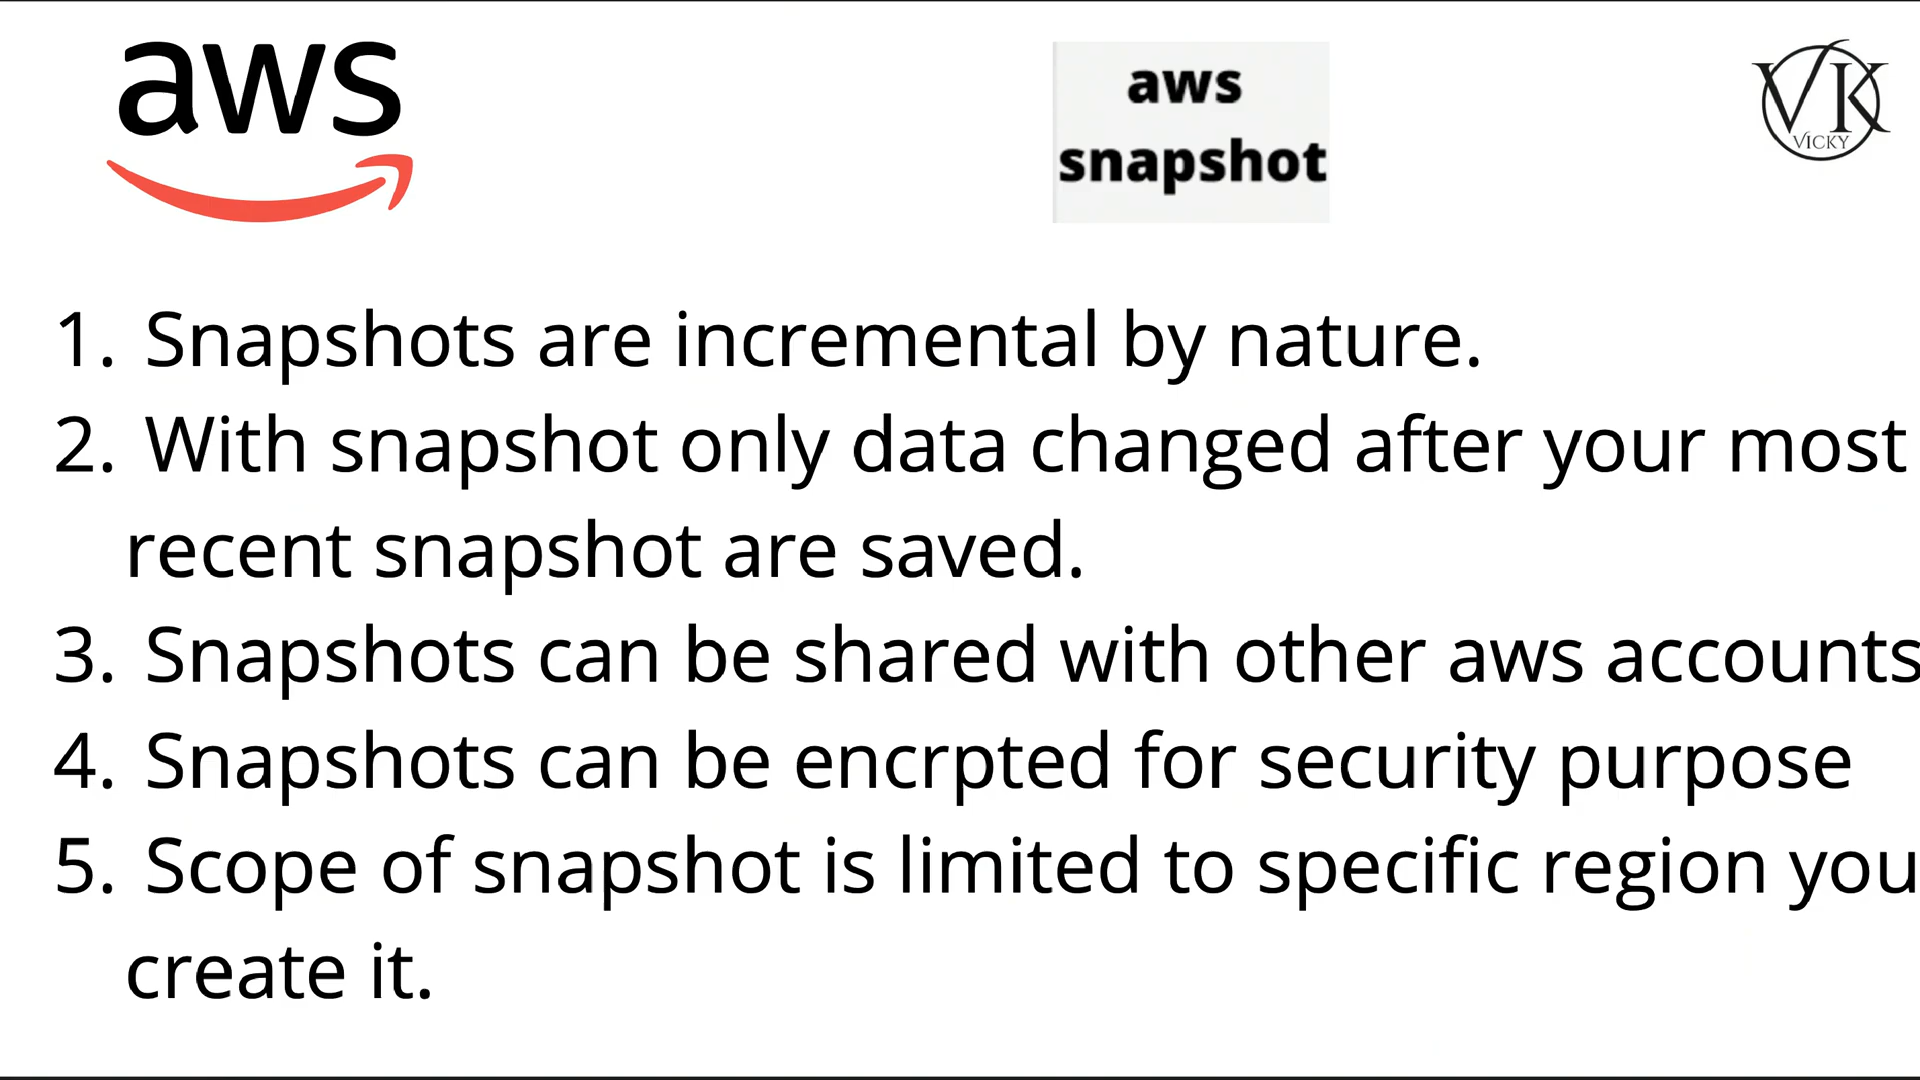 aws
aws
snapshot
VK
VICKY
1. Snapshots are incremental by nature.
2. With snapshot only data changed after your most
recent snapshot are saved.
3. Snapshots can be shared with other aws accounts
4. Snapshots can be encrpted for security purpose
5. Scope of snapshot is limited to specific region you
create it.